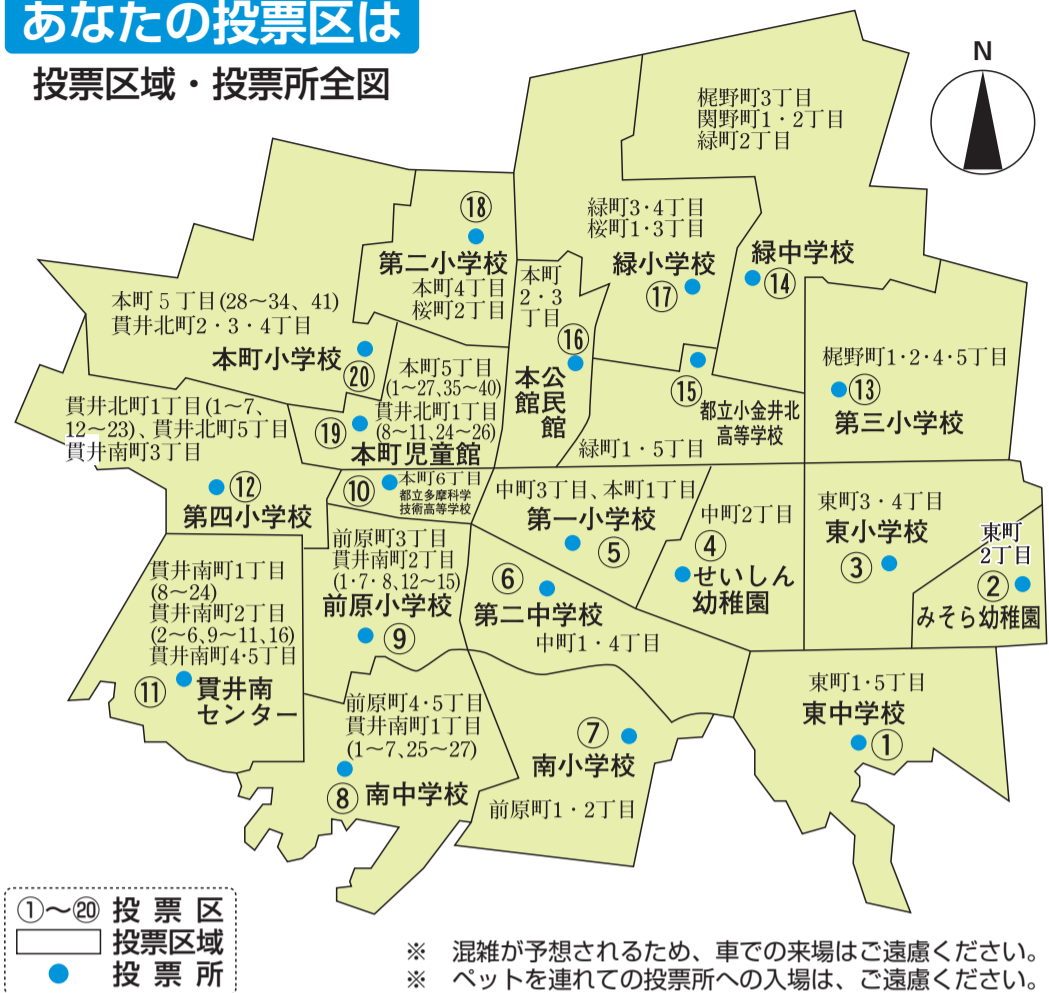 あなたの投票区は
投票区域・投票所全図
N
梶野町3丁目
関野町1・2丁目
緑町2丁目
緑中学校
⑭
⑱
第二小学校
本町4丁目
桜町2丁目
緑町3・4丁目
桜町1・3丁目
緑小学校
⑰
本町
2・3
丁目
⑯
公民館
本館
本町5丁目(28～34、41)
貫井北町2・3・4丁目
本町小学校
⑳
本町5丁目
(1～27,35～40)
貫井北町1丁目
(8～11、24～26)
⑲
本町児童館
⑮
都立小金井北
高等学校
緑町1・5丁目
梶野町1・2・4・5丁目
⑬
第三小学校
貫井北町1丁目(1～7、
12～23)、貫井北町5丁目
貫井南町3丁目
⑫
第四小学校
⑩
本町6丁目
都立多摩科学
技術高等学校
中町3丁目、本町1丁目
第一小学校
⑤
中町2丁目
④
せいしん
幼稚園
東町3・4丁目
東小学校
③
東町
2丁目
②
みそら幼稚園
前原町3丁目
貫井南町2丁目
(1・7・8、12～15)
前原小学校
⑨
⑥
第二中学校
中町1・4丁目
貫井南町1丁目
(8～24)
貫井南町2丁目
(2～6、9～11、16)
貫井南町4・5丁目
⑪
貫井南
センター
前原町4・5丁目
貫井南町1丁目
(1～7、25～27)
⑧
南中学校
⑦
南小学校
前原町1・2丁目
東町1・5丁目
東中学校
①
①～⑳ 投票区
投票区域
投票所
※ 混雑が予想されるため、車での来場はご遠慮ください。
※ ペットを連れての投票所への入場は、ご遠慮ください。